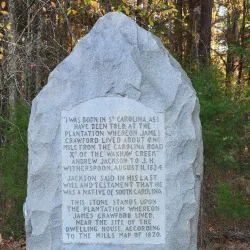 "I WAS BORN IN SO CAROLINA, AS I
HAVE BEEN TOLD AT THE
PLANTATION WHEREON JAMES
CRAWFORD LIVED ABOUT ONE
MILE FROM THE CAROLINA ROAD
X'D OF THE WAXHAW CREEK."
ANDREW JACKSON TO J. H.
WITHERSPOON, AUGUST 11, 1824
JACKSON SAID IN HIS LAST
WILL AND TESTAMENT THAT HE
WAS A NATIVE OF SOUTH CAROLINA
THIS STONE STANDS UPON
THE PLANTATION WHEREON
JAMES CRAWFORD LIVED,
NEAR THE SITE OF THE
DWELLING HOUSE, ACCORDING
TO THE MILLS MAP OF 1820.